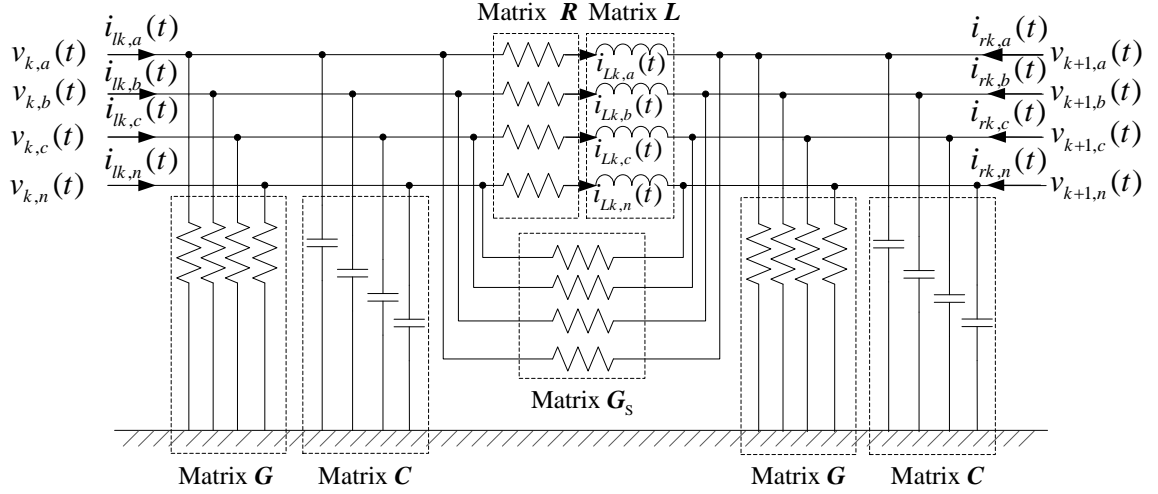 Matrix R Matrix L
i_{lk,a}(t) i_{rk,a}(t)
v_{k,a}(t) i_{Lk,a}(t) v_{k+1,a}(t)
i_{lk,b}(t) i_{rk,b}(t)
v_{k,b}(t) i_{Lk,b}(t) v_{k+1,b}(t)
i_{lk,c}(t) i_{rk,c}(t)
v_{k,c}(t) i_{Lk,c}(t) v_{k+1,c}(t)
i_{lk,n}(t) i_{rk,n}(t)
v_{k,n}(t) i_{Lk,n}(t) v_{k+1,n}(t)
Matrix G_S
Matrix G Matrix C Matrix G Matrix C